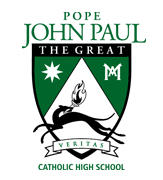 POPE
JOHN PAUL
THE GREAT
VERITAS
CATHOLIC HIGH SCHOOL